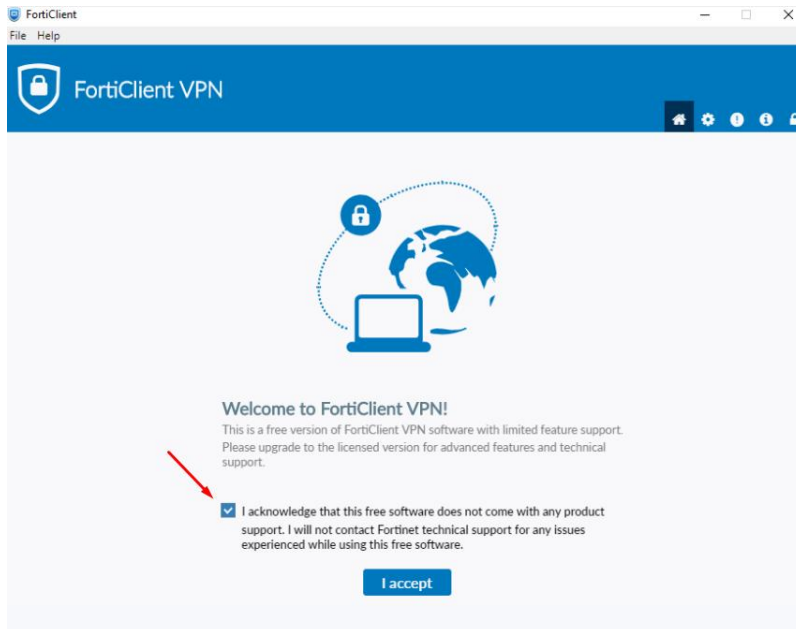 FortiClient
File Help
FortiClient VPN
Welcome to FortiClient VPN!
This is a free version of FortiClient VPN software with limited feature support.
Please upgrade to the licensed version for advanced features and technical
support.
I acknowledge that this free software does not come with any product
support. I will not contact Fortinet technical support for any issues
experienced while using this free software.
I accept